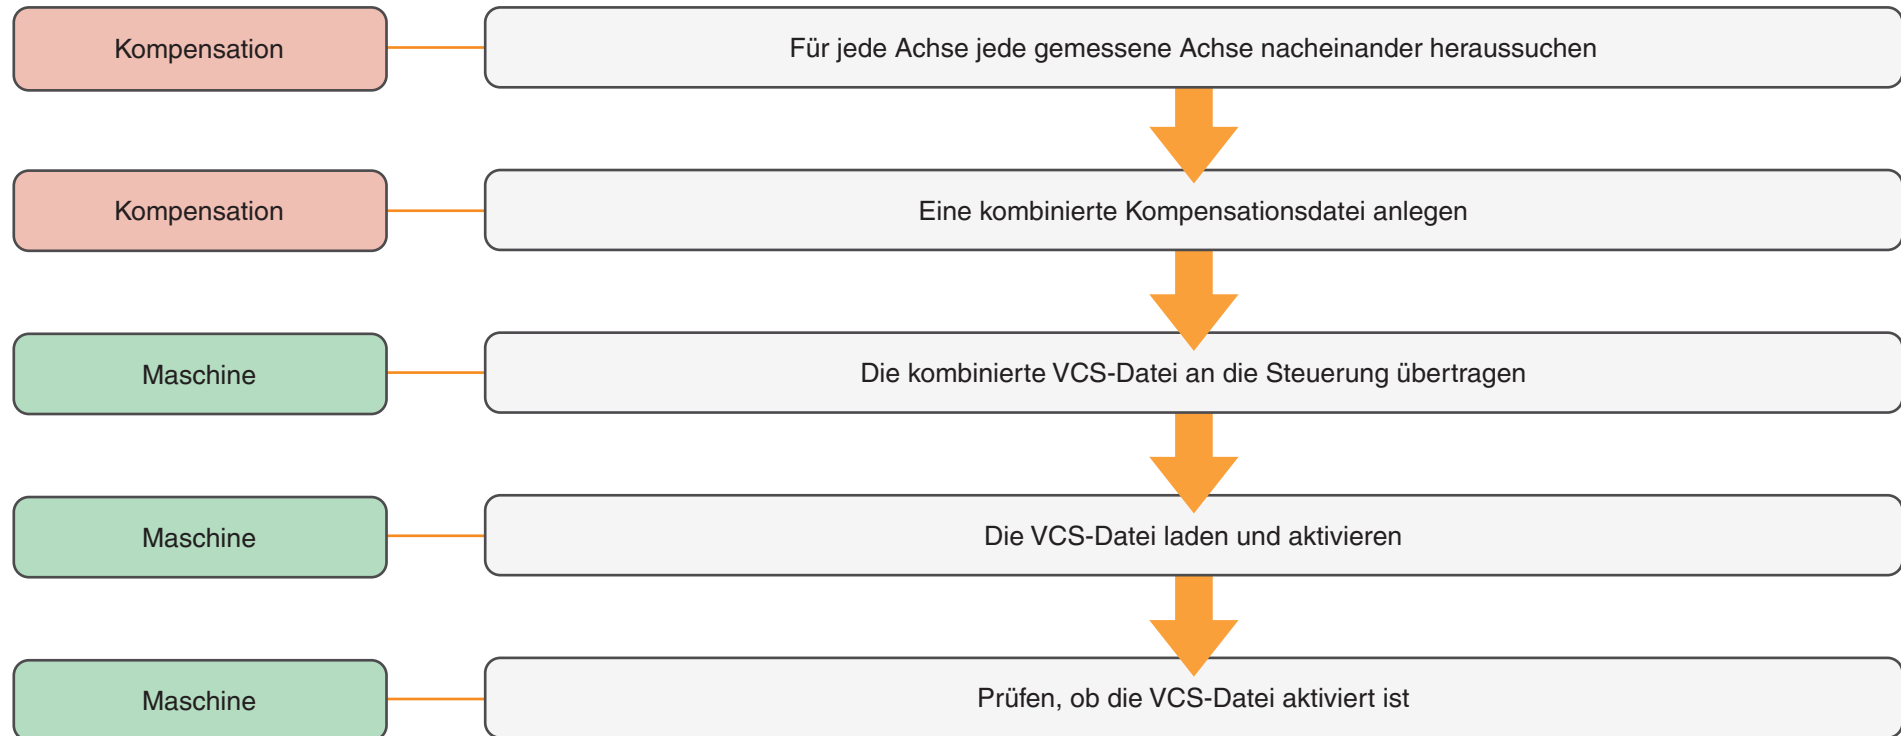 Kompensation
Für jede Achse jede gemessene Achse nacheinander heraussuchen
Kompensation
Eine kombinierte Kompensationsdatei anlegen
Maschine
Die kombinierte VCS-Datei an die Steuerung übertragen
Maschine
Die VCS-Datei laden und aktivieren
Maschine
Prüfen, ob die VCS-Datei aktiviert ist